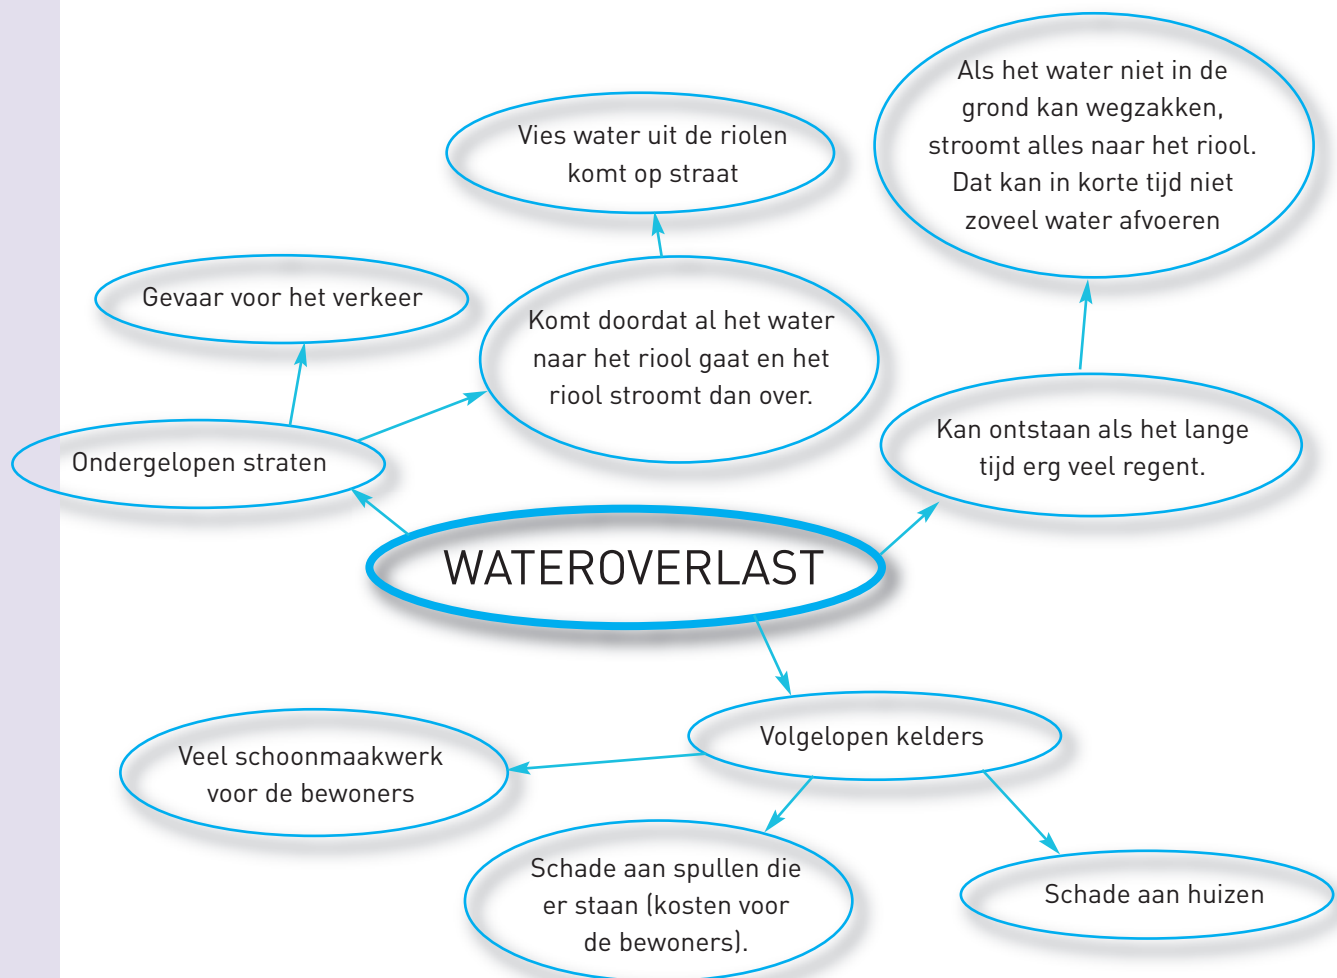 Als het water niet in de
grond kan wegzakken,
stroomt alles naar het riool.
Dat kan in korte tijd niet
zoveel water afvoeren
Vies water uit de riolen
komt op straat
Gevaar voor het verkeer
Komt doordat al het water
naar het riool gaat en het
riool stroomt dan over.
Kan ontstaan als het lange
tijd erg veel regent.
Ondergelopen straten
WATEROVERLAST
Volgelopen kelders
Veel schoonmaakwerk
voor de bewoners
Schade aan spullen die
er staan (kosten voor
de bewoners).
Schade aan huizen